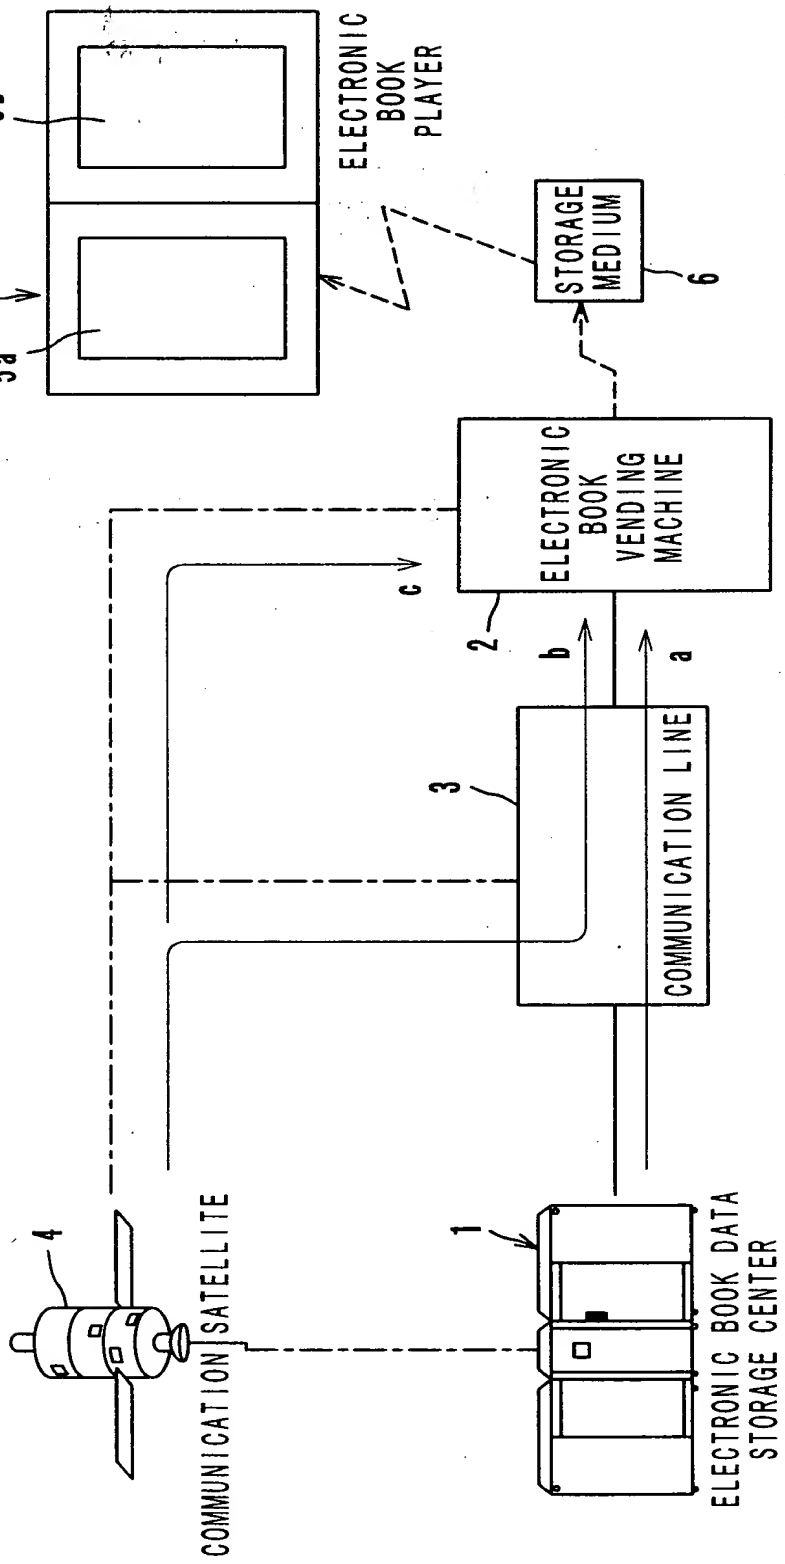 4
COMMUNICATION SATELLITE
1
ELECTRONIC BOOK DATA
STORAGE CENTER
3
COMMUNICATION LINE
c
b
a
2
ELECTRONIC
BOOK
VENDING
MACHINE
STORAGE
MEDIUM
6
5a
ELECTRONIC
BOOK
PLAYER